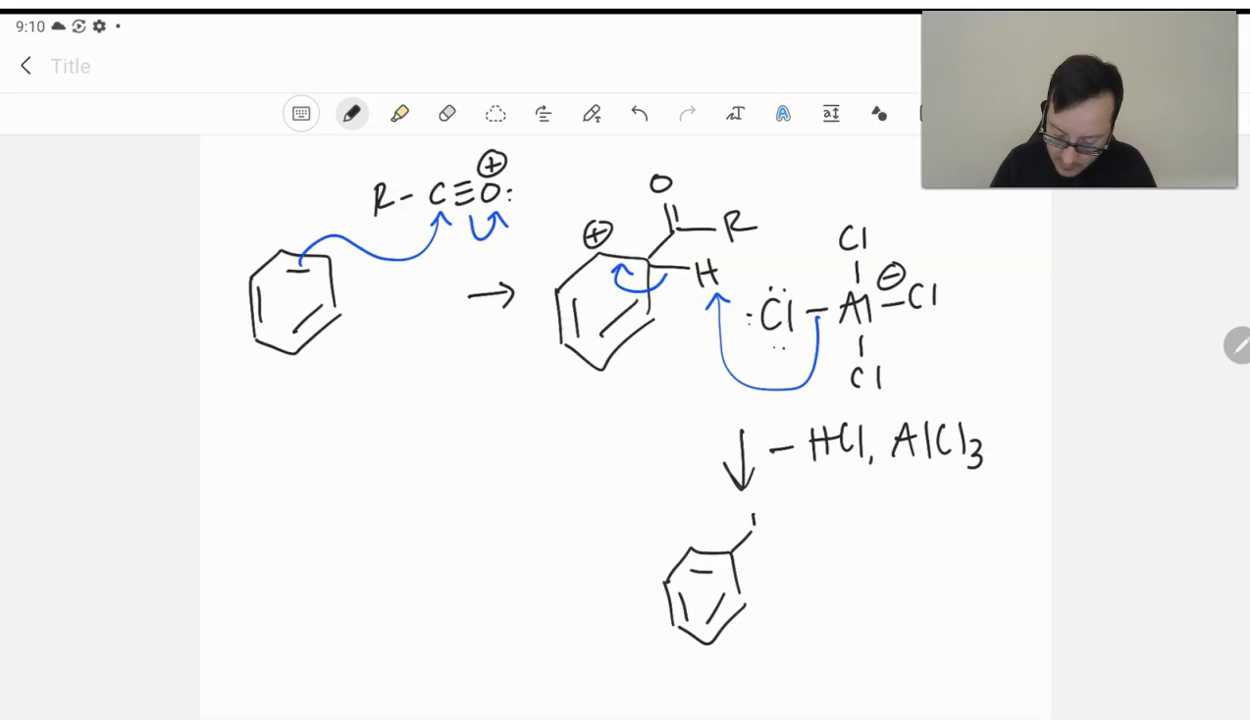 9:10
Title
R-C≡O:
⊕
O
R
⊕
H
:Cl-Al-Cl
Cl
⊖
Cl
- HCl, AlCl3